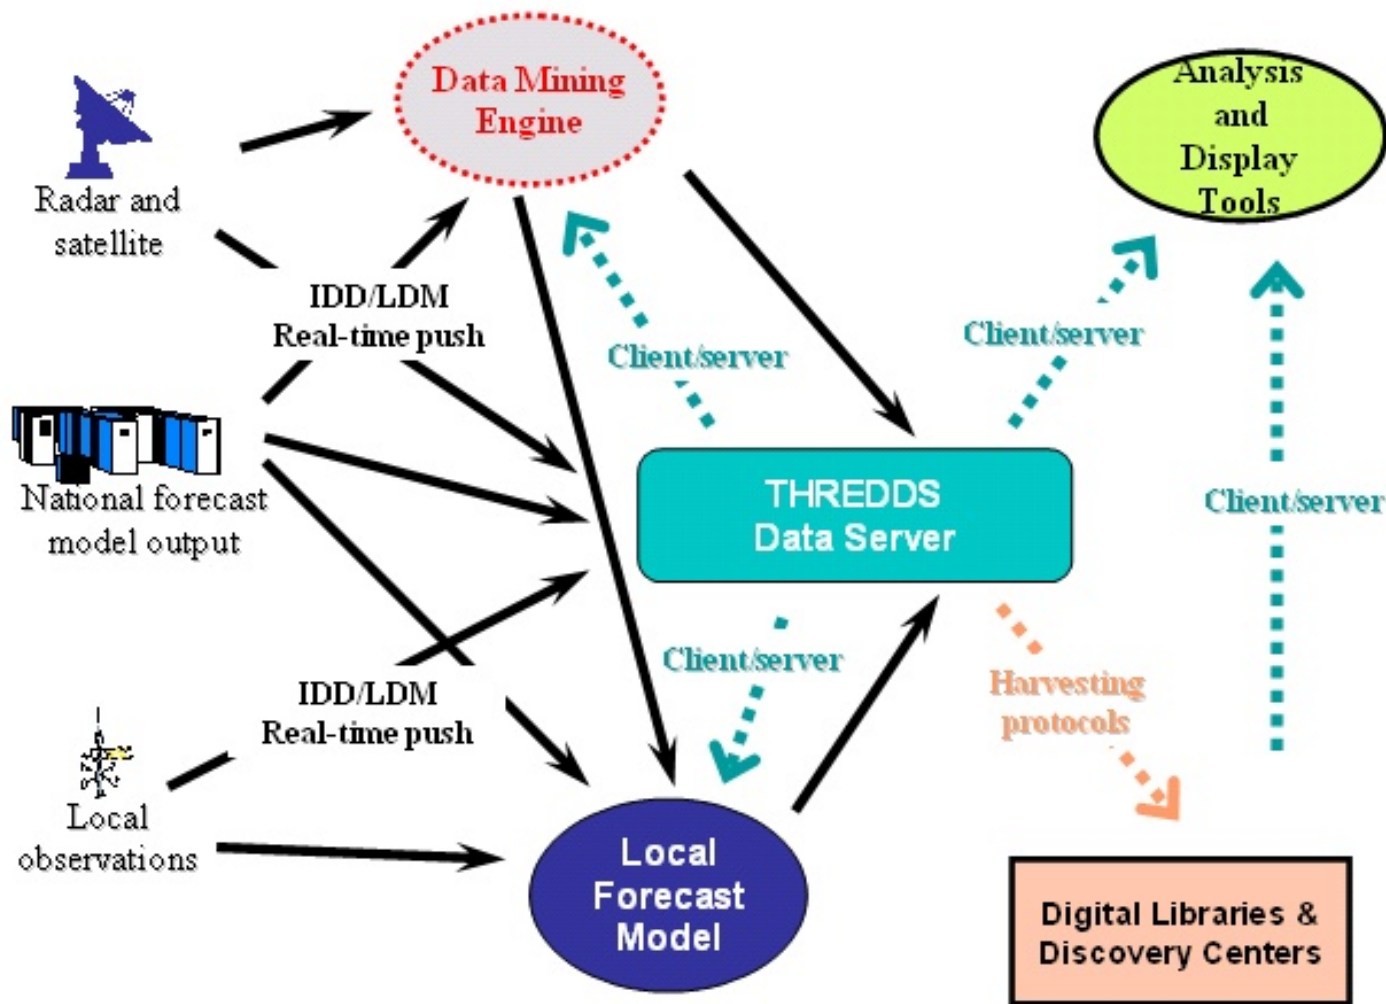 Data Mining
Engine
Analysis
and
Display
Tools
Radar and
satellite
IDD/LDM
Real-time push
Client/server
Client/server
National forecast
model output
THREDDS
Data Server
Client/server
Client/server
Harvesting
protocols
IDD/LDM
Real-time push
Local
observations
Local
Forecast
Model
Digital Libraries &
Discovery Centers